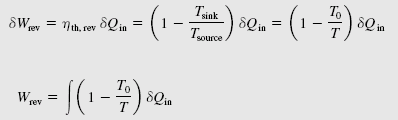 δW_rev = η_th, rev δQ_in = (1 − T_sink / T_source) δQ_in = (1 − T_0 / T) δQ_in
W_rev = ∫ (1 − T_0 / T) δQ_in